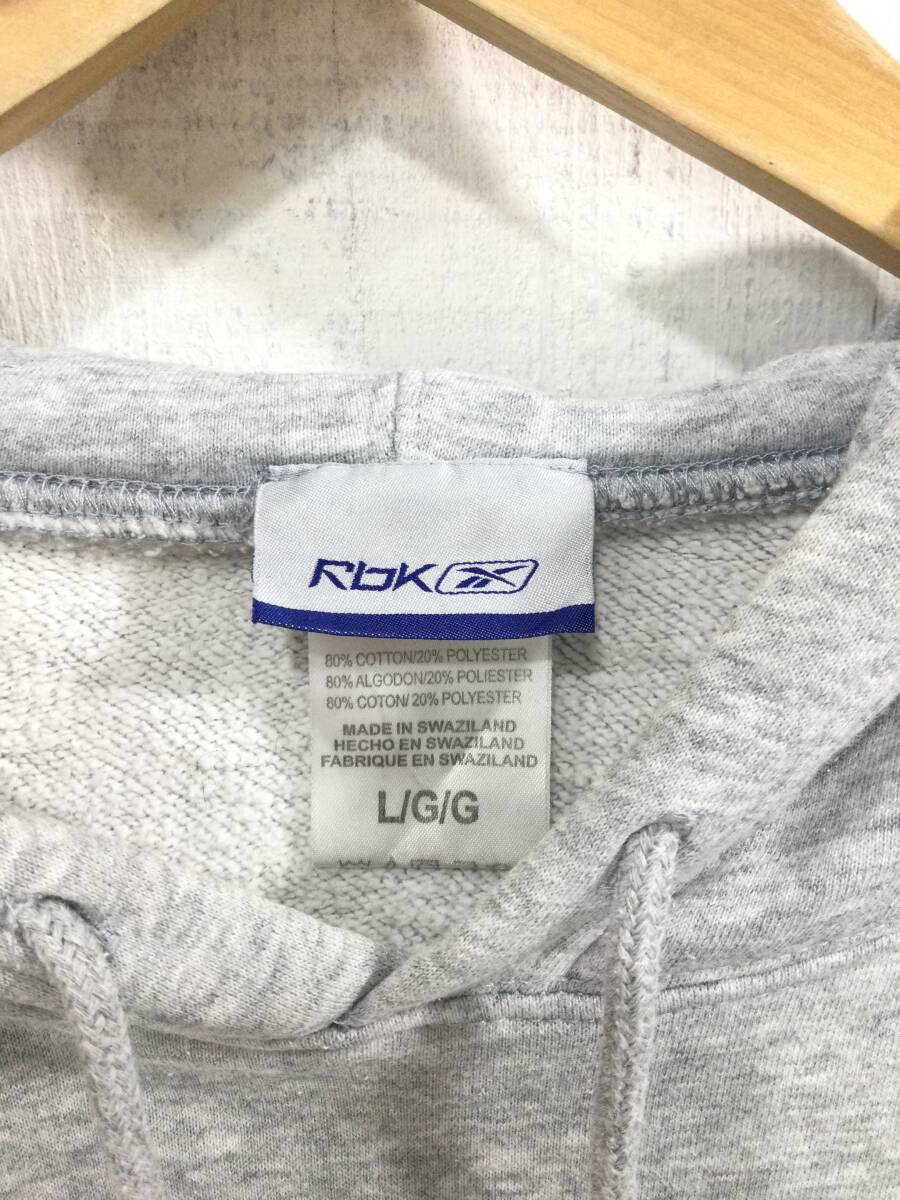 Rbk
80% COTTON/20% POLYESTER
80% ALGODON/20% POLIESTER
80% COTON/20% POLYESTER
MADE IN SWAZILAND
HECHO EN SWAZILAND
FABRIQUE EN SWAZILAND
L/G/G